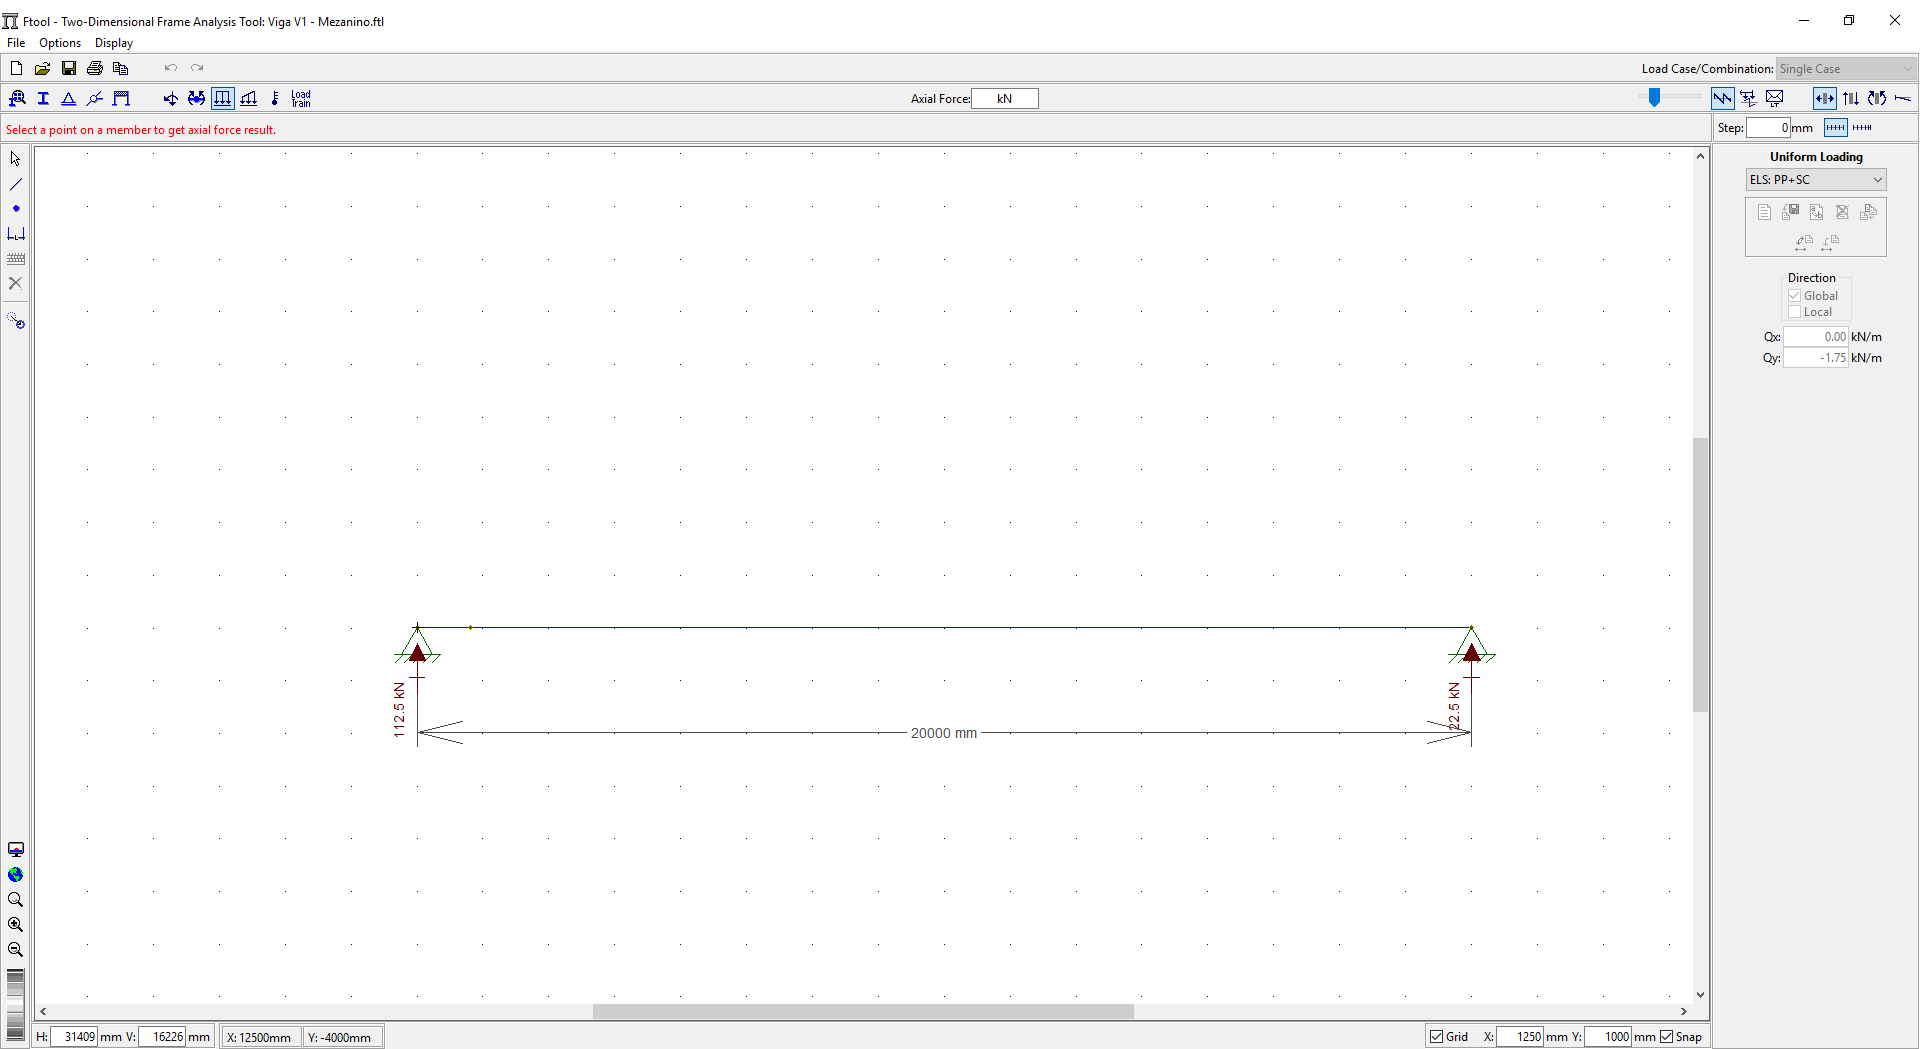 Ftool - Two-Dimensional Frame Analysis Tool: Viga V1 - Mezanino.ftl
File Options Display
Load Case/Combination: Single Case
Load Train
Axial Force: kN
Select a point on a member to get axial force result.
Step: 0 mm
Uniform Loading
ELS: PP+SC
Direction
Global
Local
Qx: 0.00 kN/m
Qy: -1.75 kN/m
112.5 kN
22.5 kN
20000 mm
H: 31409 mm V: 16226 mm X: 12500mm Y: -4000mm
Grid X: 1250 mm Y: 1000 mm Snap